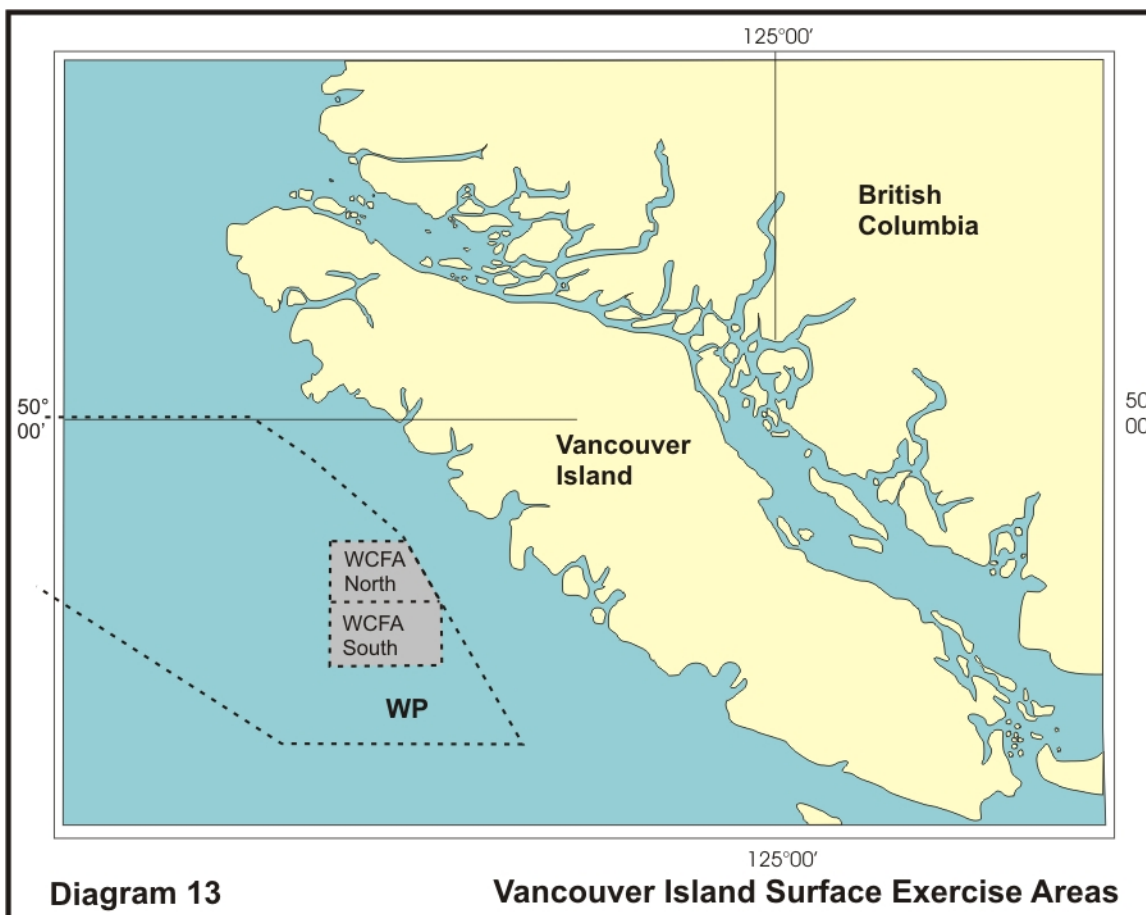 125°00’
British
Columbia
50°
00’
50
00’
Vancouver
Island
WCFA
North
WCFA
South
WP
125°00’
Diagram 13
Vancouver Island Surface Exercise Areas